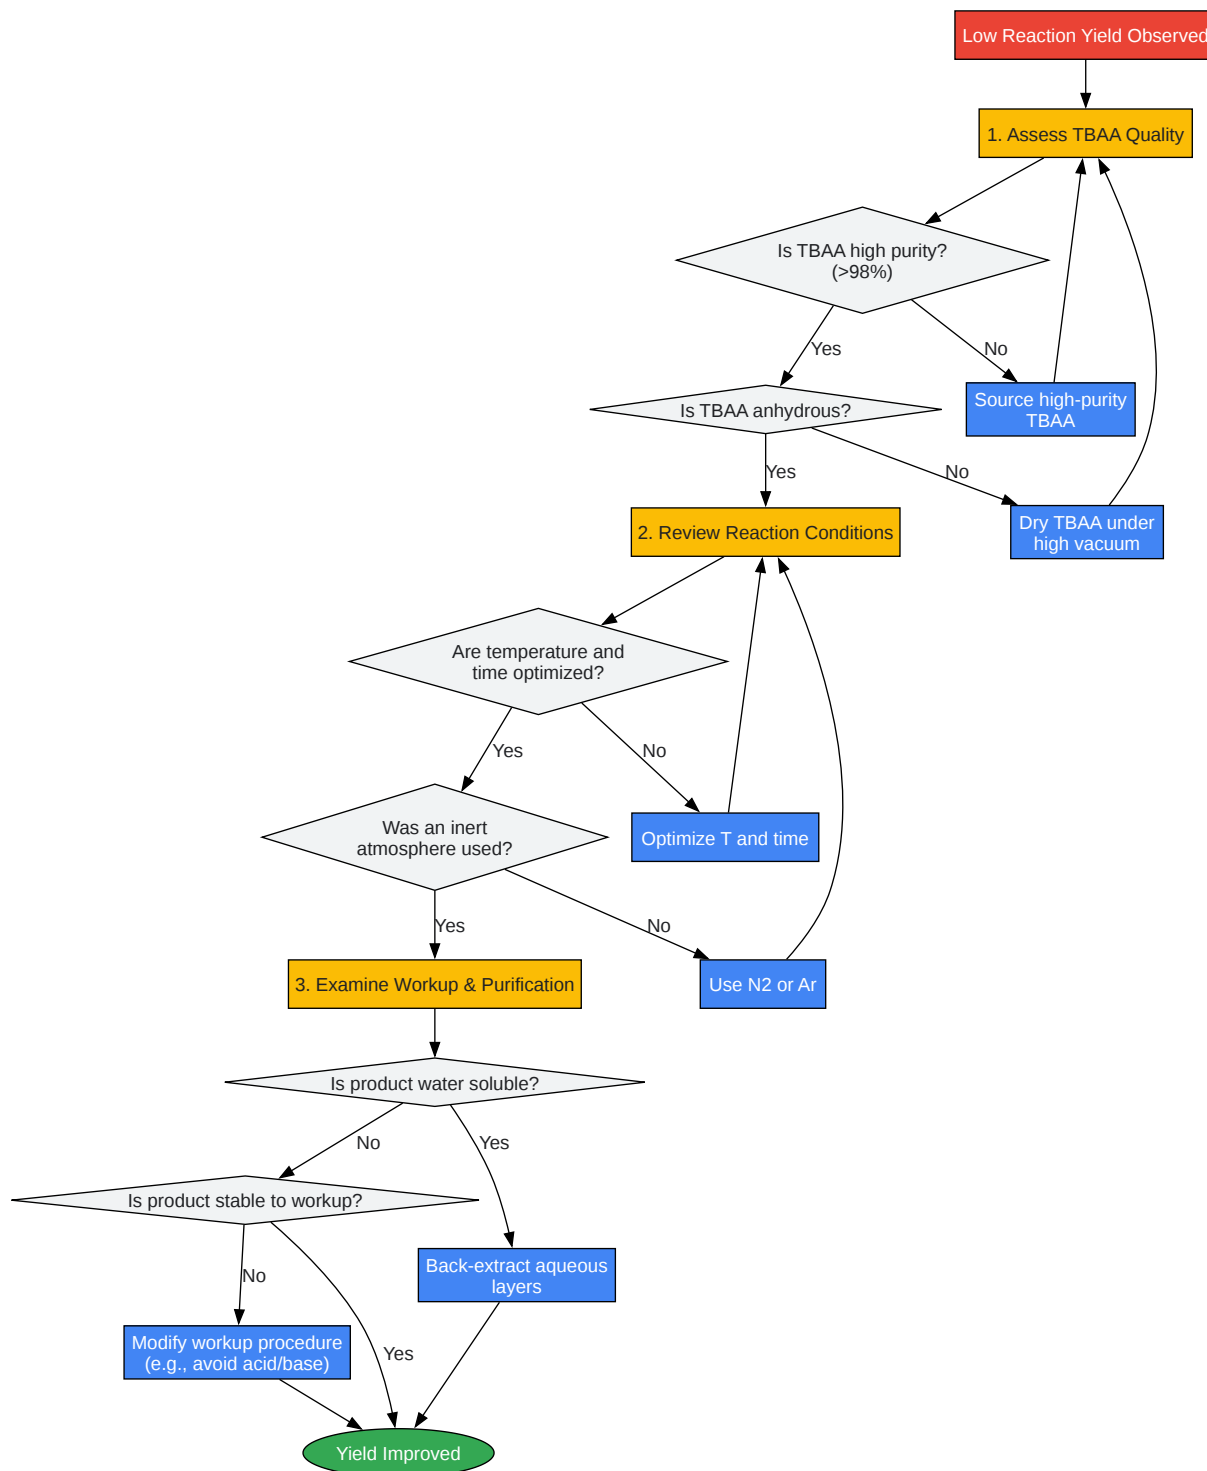 Low Reaction Yield Observed
1. Assess TBAA Quality
Is TBAA high purity?
(>98%)
Yes
No
Source high-purity
TBAA
Is TBAA anhydrous?
Yes
No
Dry TBAA under
high vacuum
2. Review Reaction Conditions
Are temperature and
time optimized?
Yes
No
Optimize T and time
Was an inert
atmosphere used?
Yes
No
Use N2 or Ar
3. Examine Workup & Purification
Is product water soluble?
No
Yes
Is product stable to workup?
Back-extract aqueous
layers
No
Modify workup procedure
(e.g., avoid acid/base)
Yes
Yield Improved